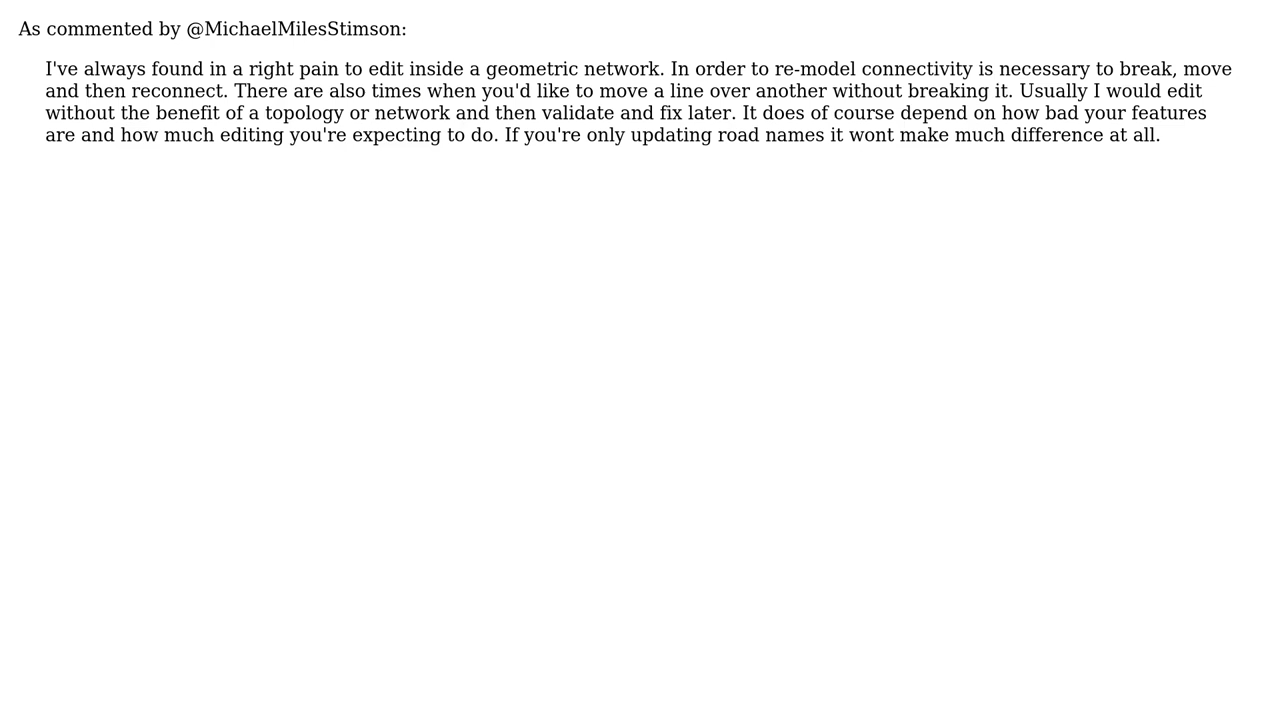 As commented by @MichaelMilesStimson:
I've always found in a right pain to edit inside a geometric network. In order to re-model connectivity is necessary to break, move
and then reconnect. There are also times when you'd like to move a line over another without breaking it. Usually I would edit
without the benefit of a topology or network and then validate and fix later. It does of course depend on how bad your features
are and how much editing you're expecting to do. If you're only updating road names it wont make much difference at all.